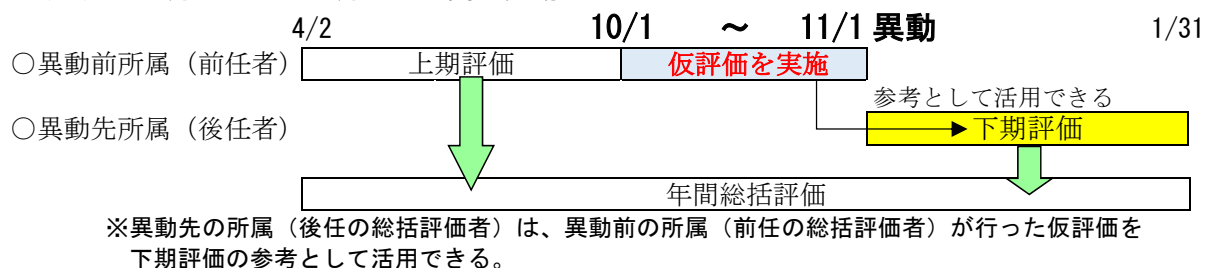 4/2 10/1 ～ 11/1 異動 1/31
○異動前所属（前任者） 上期評価 仮評価を実施
参考として活用できる
○異動先所属（後任者） 下期評価
年間総括評価
※異動先の所属（後任の総括評価者）は、異動前の所属（前任の総括評価者）が行った仮評価を
下期評価の参考として活用できる。